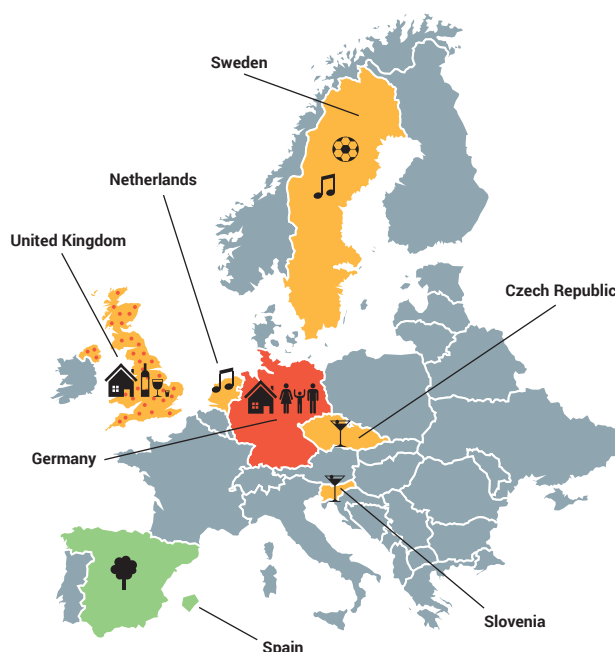 Sweden
Netherlands
United Kingdom
Czech Republic
Germany
Slovenia
Spain